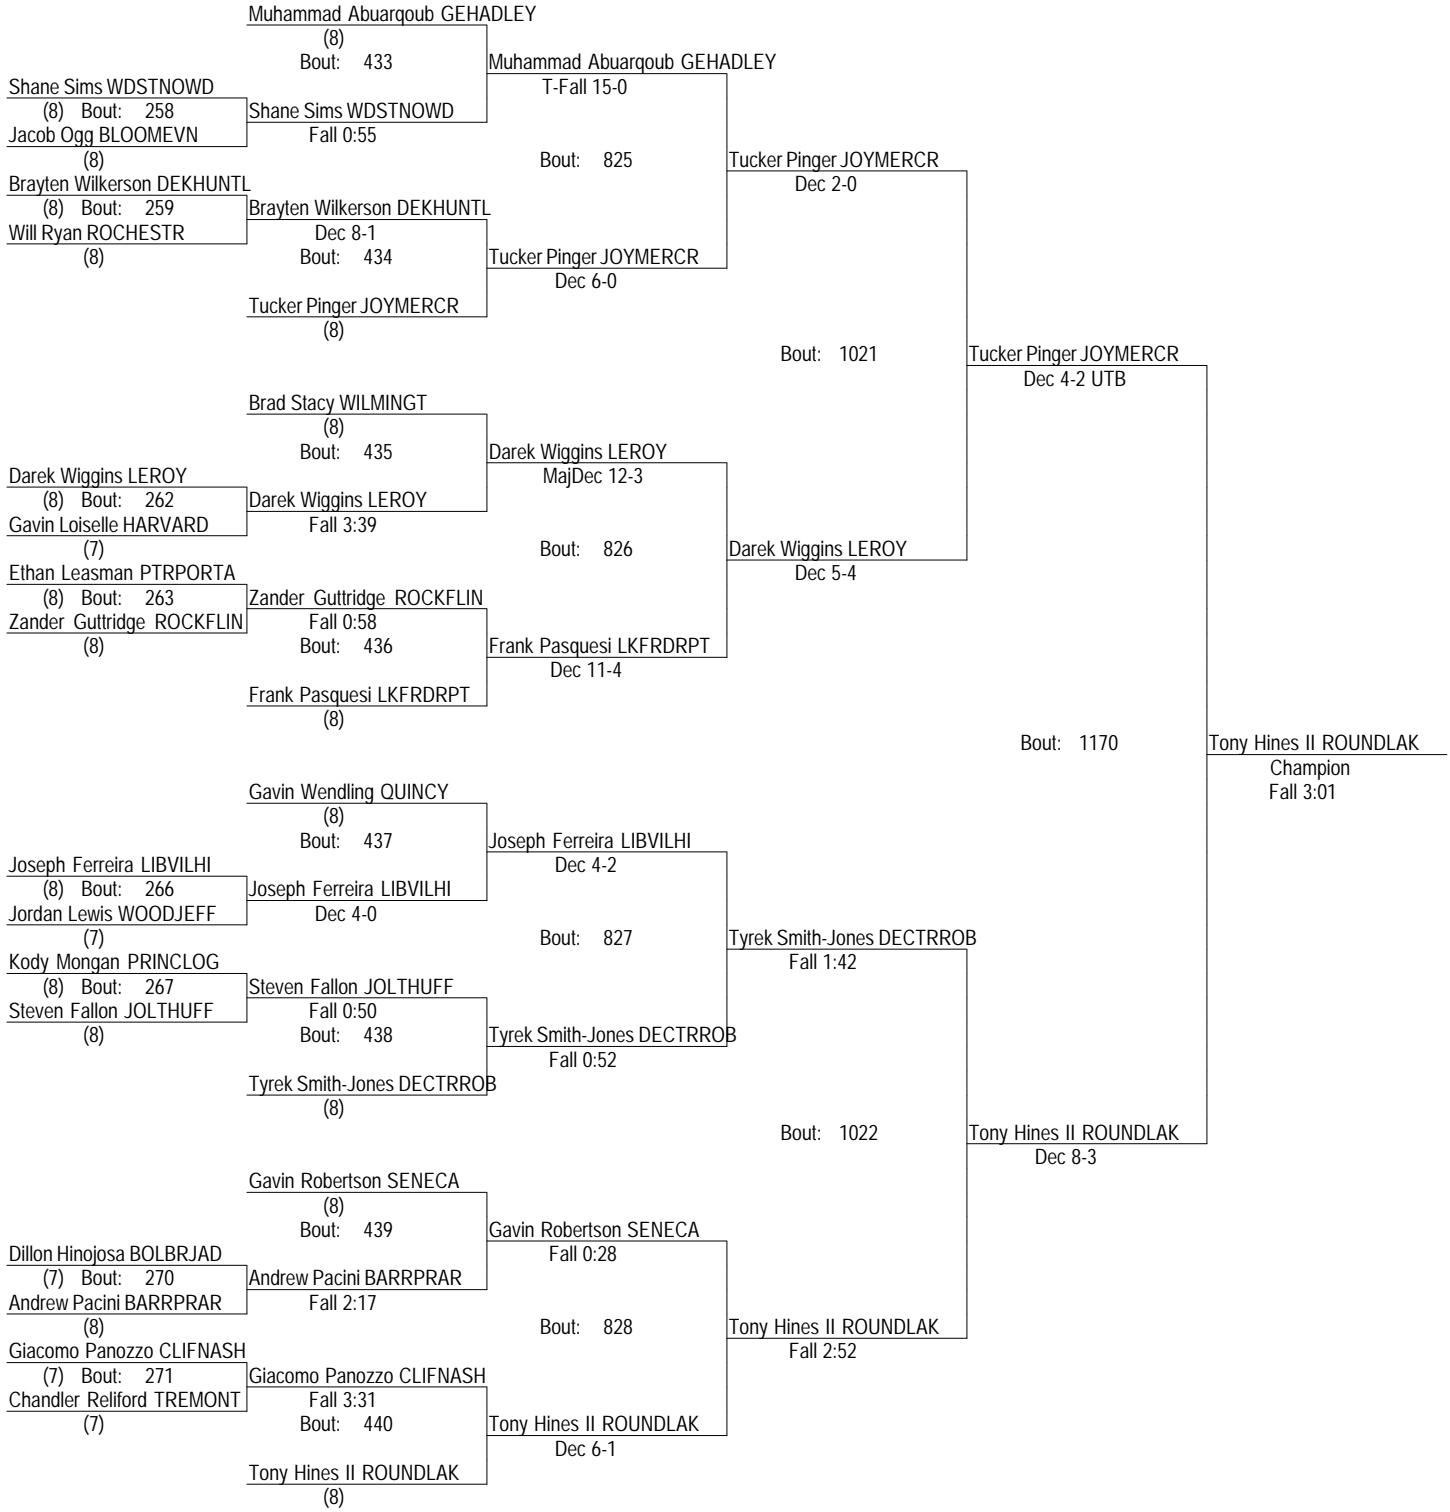 Muhammad Abuarqoub GEHADLEY
(8)
Bout: 433
Muhammad Abuarqoub GEHADLEY
T-Fall 15-0
Shane Sims WDSTNOWD
(8) Bout: 258
Shane Sims WDSTNOWD
Fall 0:55
Jacob Ogg BLOOMEVN
(8)
Bout: 825
Tucker Pinger JOYMERCR
Dec 2-0
Brayten Wilkerson DEKHUNTL
(8) Bout: 259
Brayten Wilkerson DEKHUNTL
Dec 8-1
Will Ryan ROCHESTR
(8)
Bout: 434
Tucker Pinger JOYMERCR
Dec 6-0
Tucker Pinger JOYMERCR
(8)
Bout: 1021
Tucker Pinger JOYMERCR
Dec 4-2 UTB
Brad Stacy WILMINGT
(8)
Bout: 435
Darek Wiggins LEROY
MajDec 12-3
Darek Wiggins LEROY
(8) Bout: 262
Darek Wiggins LEROY
Fall 3:39
Gavin Loiselle HARVARD
(7)
Bout: 826
Darek Wiggins LEROY
Dec 5-4
Ethan Leasman PTRPORTA
(8) Bout: 263
Zander Guttridge ROCKFLIN
Fall 0:58
Zander Guttridge ROCKFLIN
(8)
Bout: 436
Frank Pasquesi LKFRDRPT
Dec 11-4
Frank Pasquesi LKFRDRPT
(8)
Bout: 1170
Tony Hines II ROUNDLAK
Champion
Fall 3:01
Gavin Wendling QUINCY
(8)
Bout: 437
Joseph Ferreira LIBVILHI
Dec 4-2
Joseph Ferreira LIBVILHI
(8) Bout: 266
Joseph Ferreira LIBVILHI
Dec 4-0
Jordan Lewis WOODJEFF
(7)
Bout: 827
Tyrek Smith-Jones DECTRROB
Fall 1:42
Kody Mongan PRINCLOG
(8) Bout: 267
Steven Fallon JOLTHUFF
Fall 0:50
Steven Fallon JOLTHUFF
(8)
Bout: 438
Tyrek Smith-Jones DECTRROB
Fall 0:52
Tyrek Smith-Jones DECTRROB
(8)
Bout: 1022
Tony Hines II ROUNDLAK
Dec 8-3
Gavin Robertson SENECA
(8)
Bout: 439
Gavin Robertson SENECA
Fall 0:28
Dillon Hinojosa BOLBRJAD
(7) Bout: 270
Andrew Pacini BARRPRAR
Fall 2:17
Andrew Pacini BARRPRAR
(8)
Bout: 828
Tony Hines II ROUNDLAK
Fall 2:52
Giacomo Panozzo CLIFNASH
(7) Bout: 271
Giacomo Panozzo CLIFNASH
Fall 3:31
Chandler Reliford TREMONT
(7)
Bout: 440
Tony Hines II ROUNDLAK
Dec 6-1
Tony Hines II ROUNDLAK
(8)